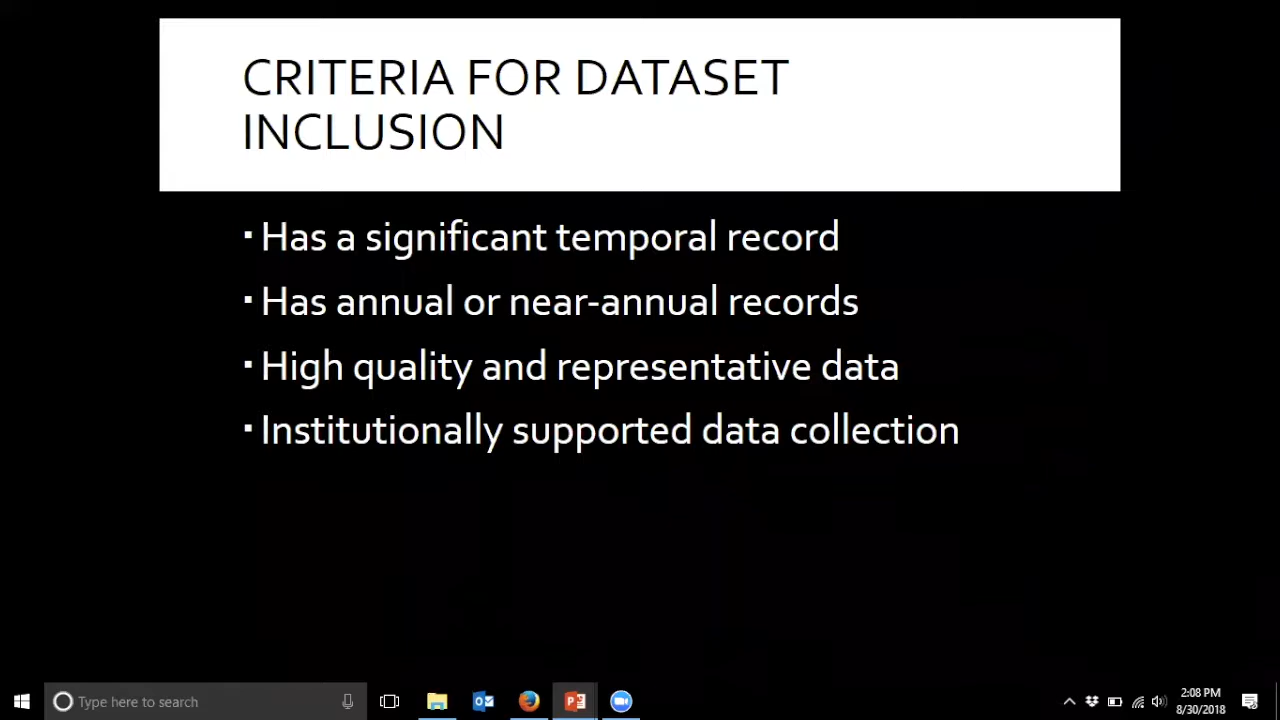 CRITERIA FOR DATASET
INCLUSION
▪ Has a significant temporal record
▪ Has annual or near-annual records
▪ High quality and representative data
▪ Institutionally supported data collection
Type here to search
2:08 PM
8/30/2018